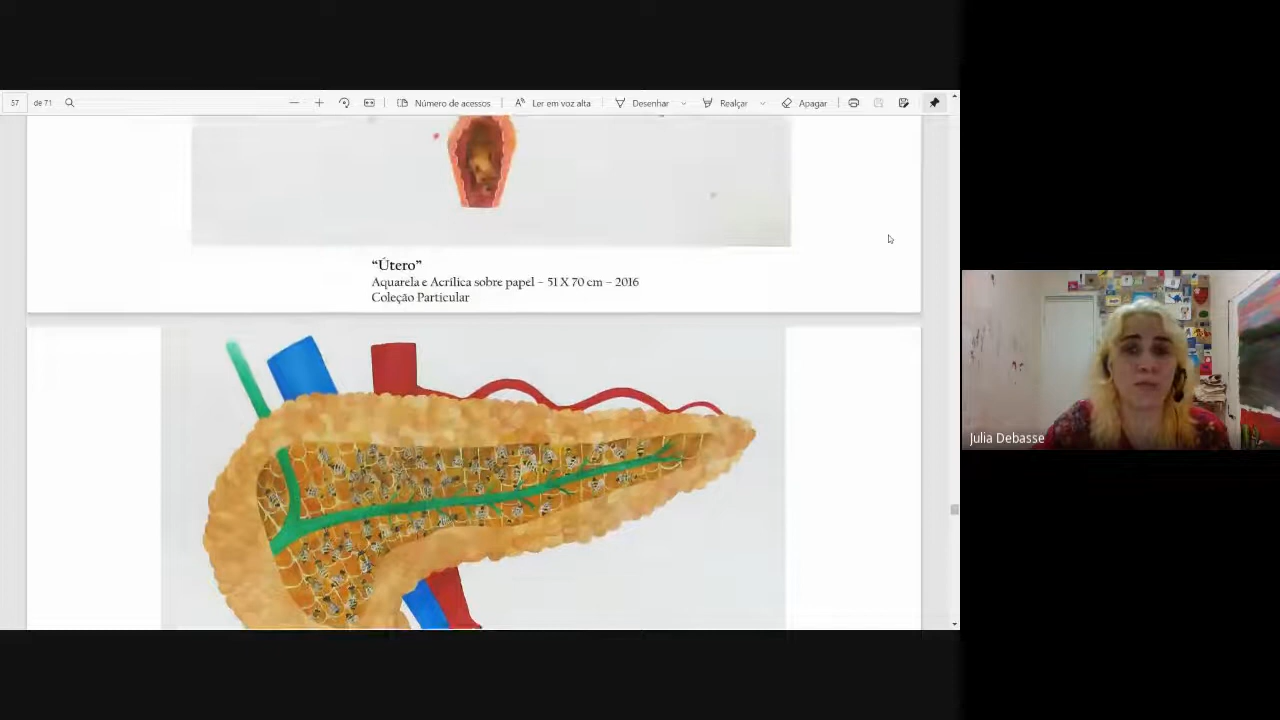 57 de 71 Número de acessos Ler em voz alta Desenhar Realçar Apagar
“Útero”
Aquarela e Acrílica sobre papel – 51 X 70 cm – 2016
Coleção Particular
Julia Debasse